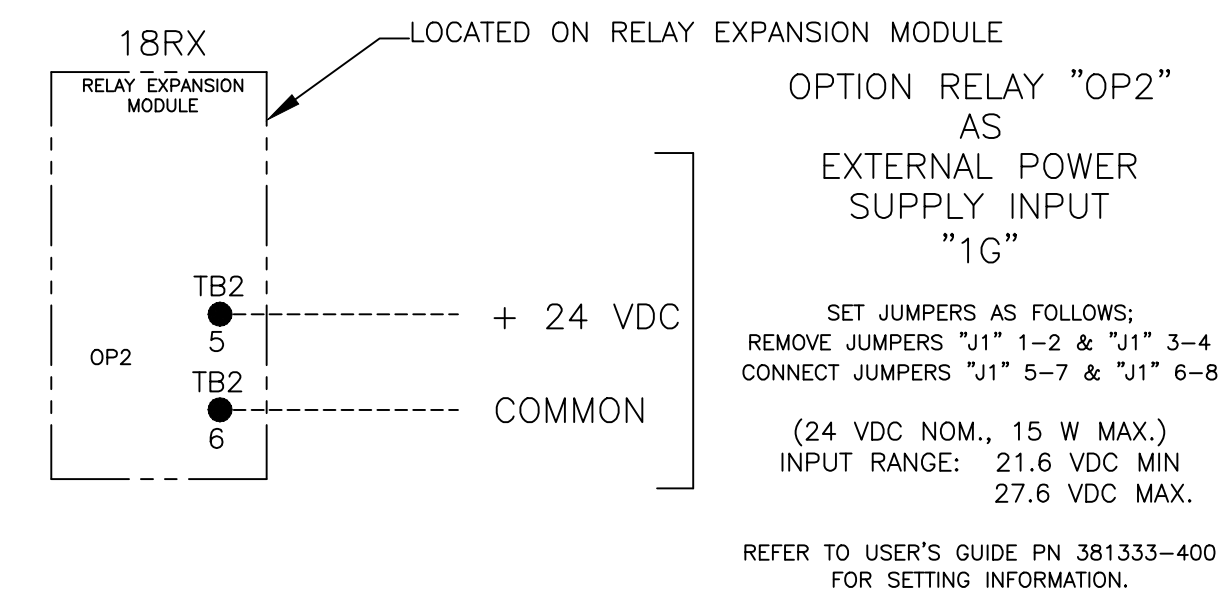 18RX
RELAY EXPANSION
MODULE
LOCATED ON RELAY EXPANSION MODULE
TB2
5
+ 24 VDC
OP2
TB2
6
COMMON
OPTION RELAY "OP2"
AS
EXTERNAL POWER
SUPPLY INPUT
"1G"
SET JUMPERS AS FOLLOWS;
REMOVE JUMPERS "J1" 1-2 & "J1" 3-4
CONNECT JUMPERS "J1" 5-7 & "J1" 6-8
(24 VDC NOM., 15 W MAX.)
INPUT RANGE: 21.6 VDC MIN
27.6 VDC MAX.
REFER TO USER'S GUIDE PN 381333-400
FOR SETTING INFORMATION.